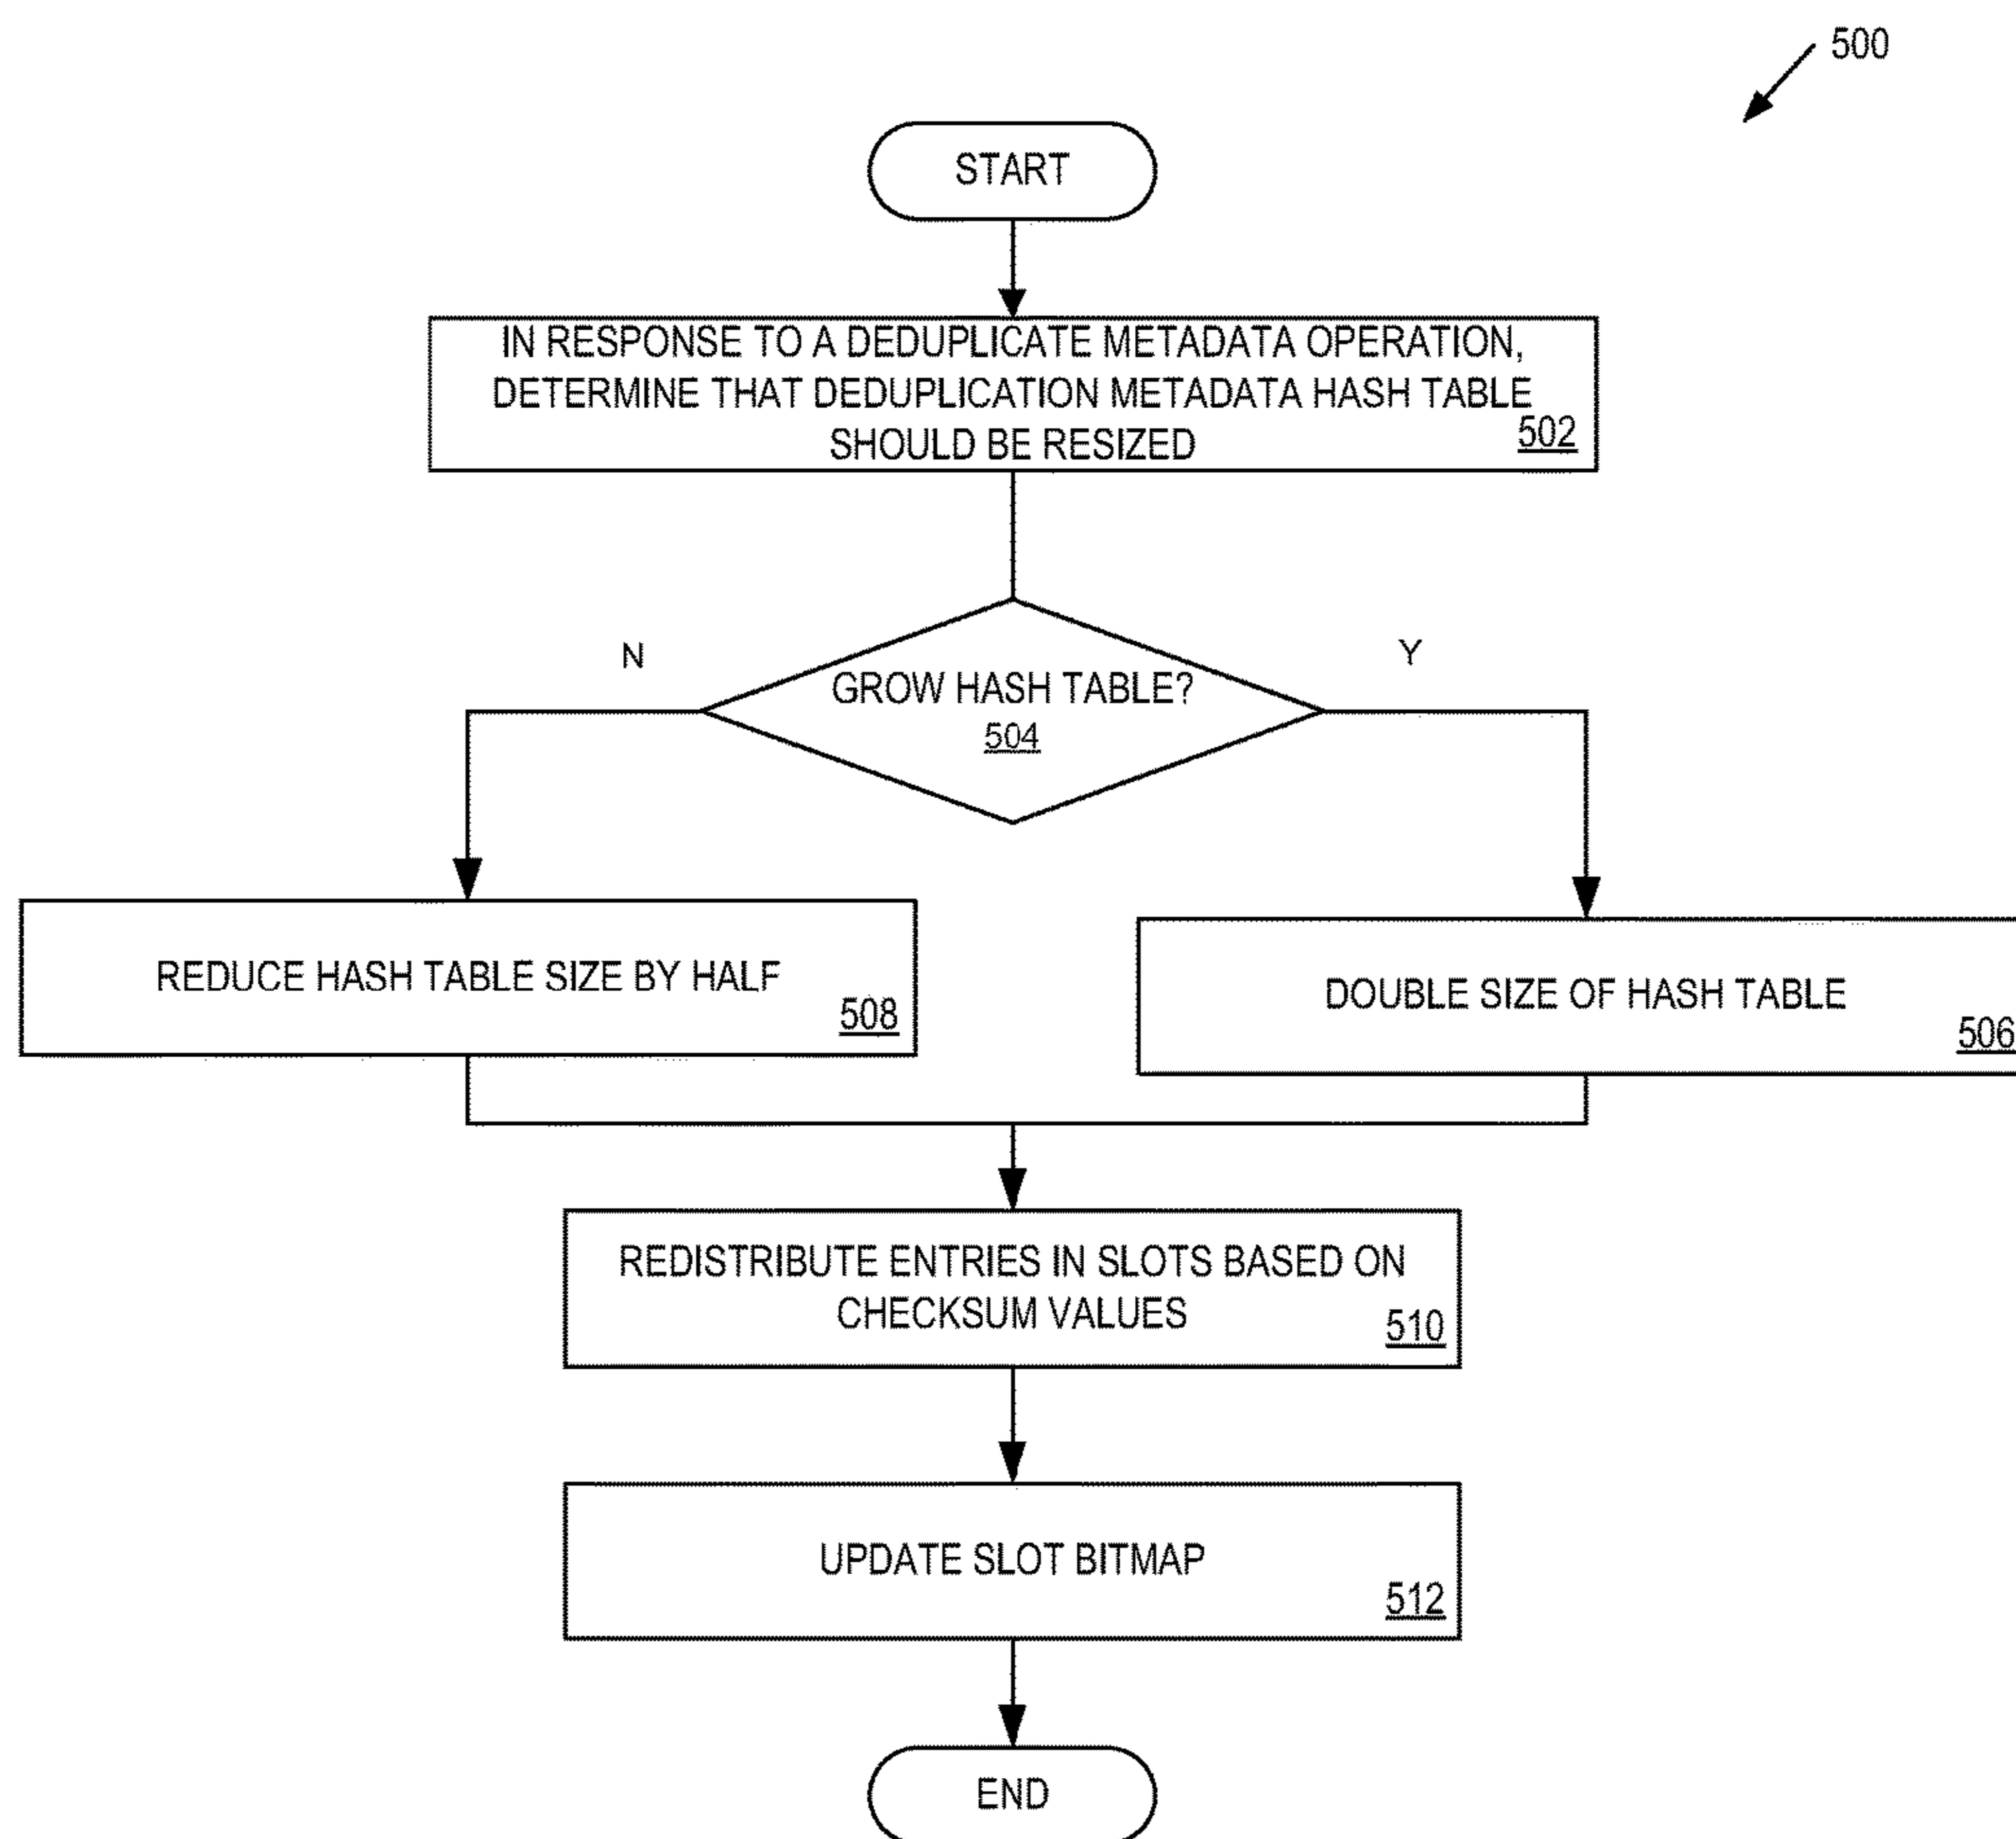 500
START
IN RESPONSE TO A DEDUPLICATE METADATA OPERATION,
DETERMINE THAT DEDUPLICATION METADATA HASH TABLE
SHOULD BE RESIZED
502
N
Y
GROW HASH TABLE?
504
REDUCE HASH TABLE SIZE BY HALF
508
DOUBLE SIZE OF HASH TABLE
506
REDISTRIBUTE ENTRIES IN SLOTS BASED ON
CHECKSUM VALUES
510
UPDATE SLOT BITMAP
512
END